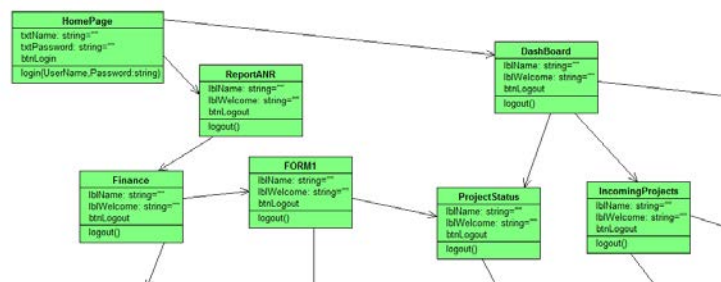 HomePage
txtName: string=""
txtPassword: string=""
btnLogin
login(UserName,Password:string)
DashBoard
lblName: string=""
lblWelcome: string=""
btnLogout
logout()
ReportANR
lblName: string=""
lblWelcome: string=""
btnLogout
logout()
Finance
lblName: string=""
lblWelcome: string=""
btnLogout
logout()
FORM1
lblName: string=""
lblWelcome: string=""
btnLogout
logout()
ProjectStatus
lblName: string=""
lblWelcome: string=""
btnLogout
logout()
IncomingProjects
lblName: string=""
lblWelcome: string=""
btnLogout
logout()